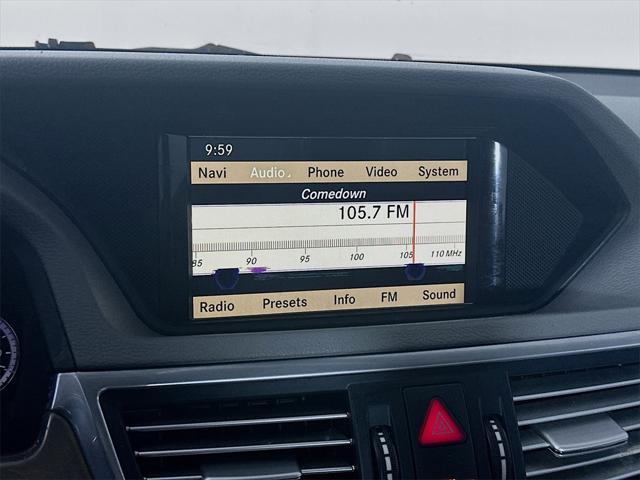 9:59
Navi Audio Phone Video System
Comedown
105.7 FM
85 90 95 100 105 110 MHz
Radio Presets Info FM Sound